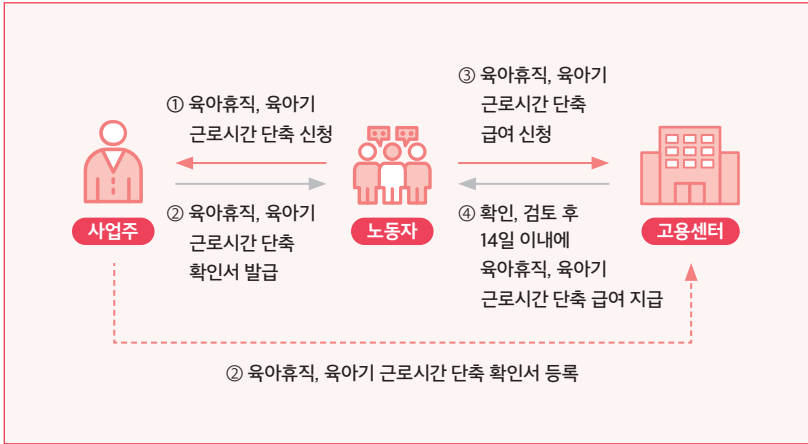 ① 육아휴직, 육아기
근로시간 단축 신청
③ 육아휴직, 육아기
근로시간 단축
급여 신청
사업주
노동자
고용센터
② 육아휴직, 육아기
근로시간 단축
확인서 발급
④ 확인, 검토 후
14일 이내에
육아휴직, 육아기
근로시간 단축 급여 지급
② 육아휴직, 육아기 근로시간 단축 확인서 등록